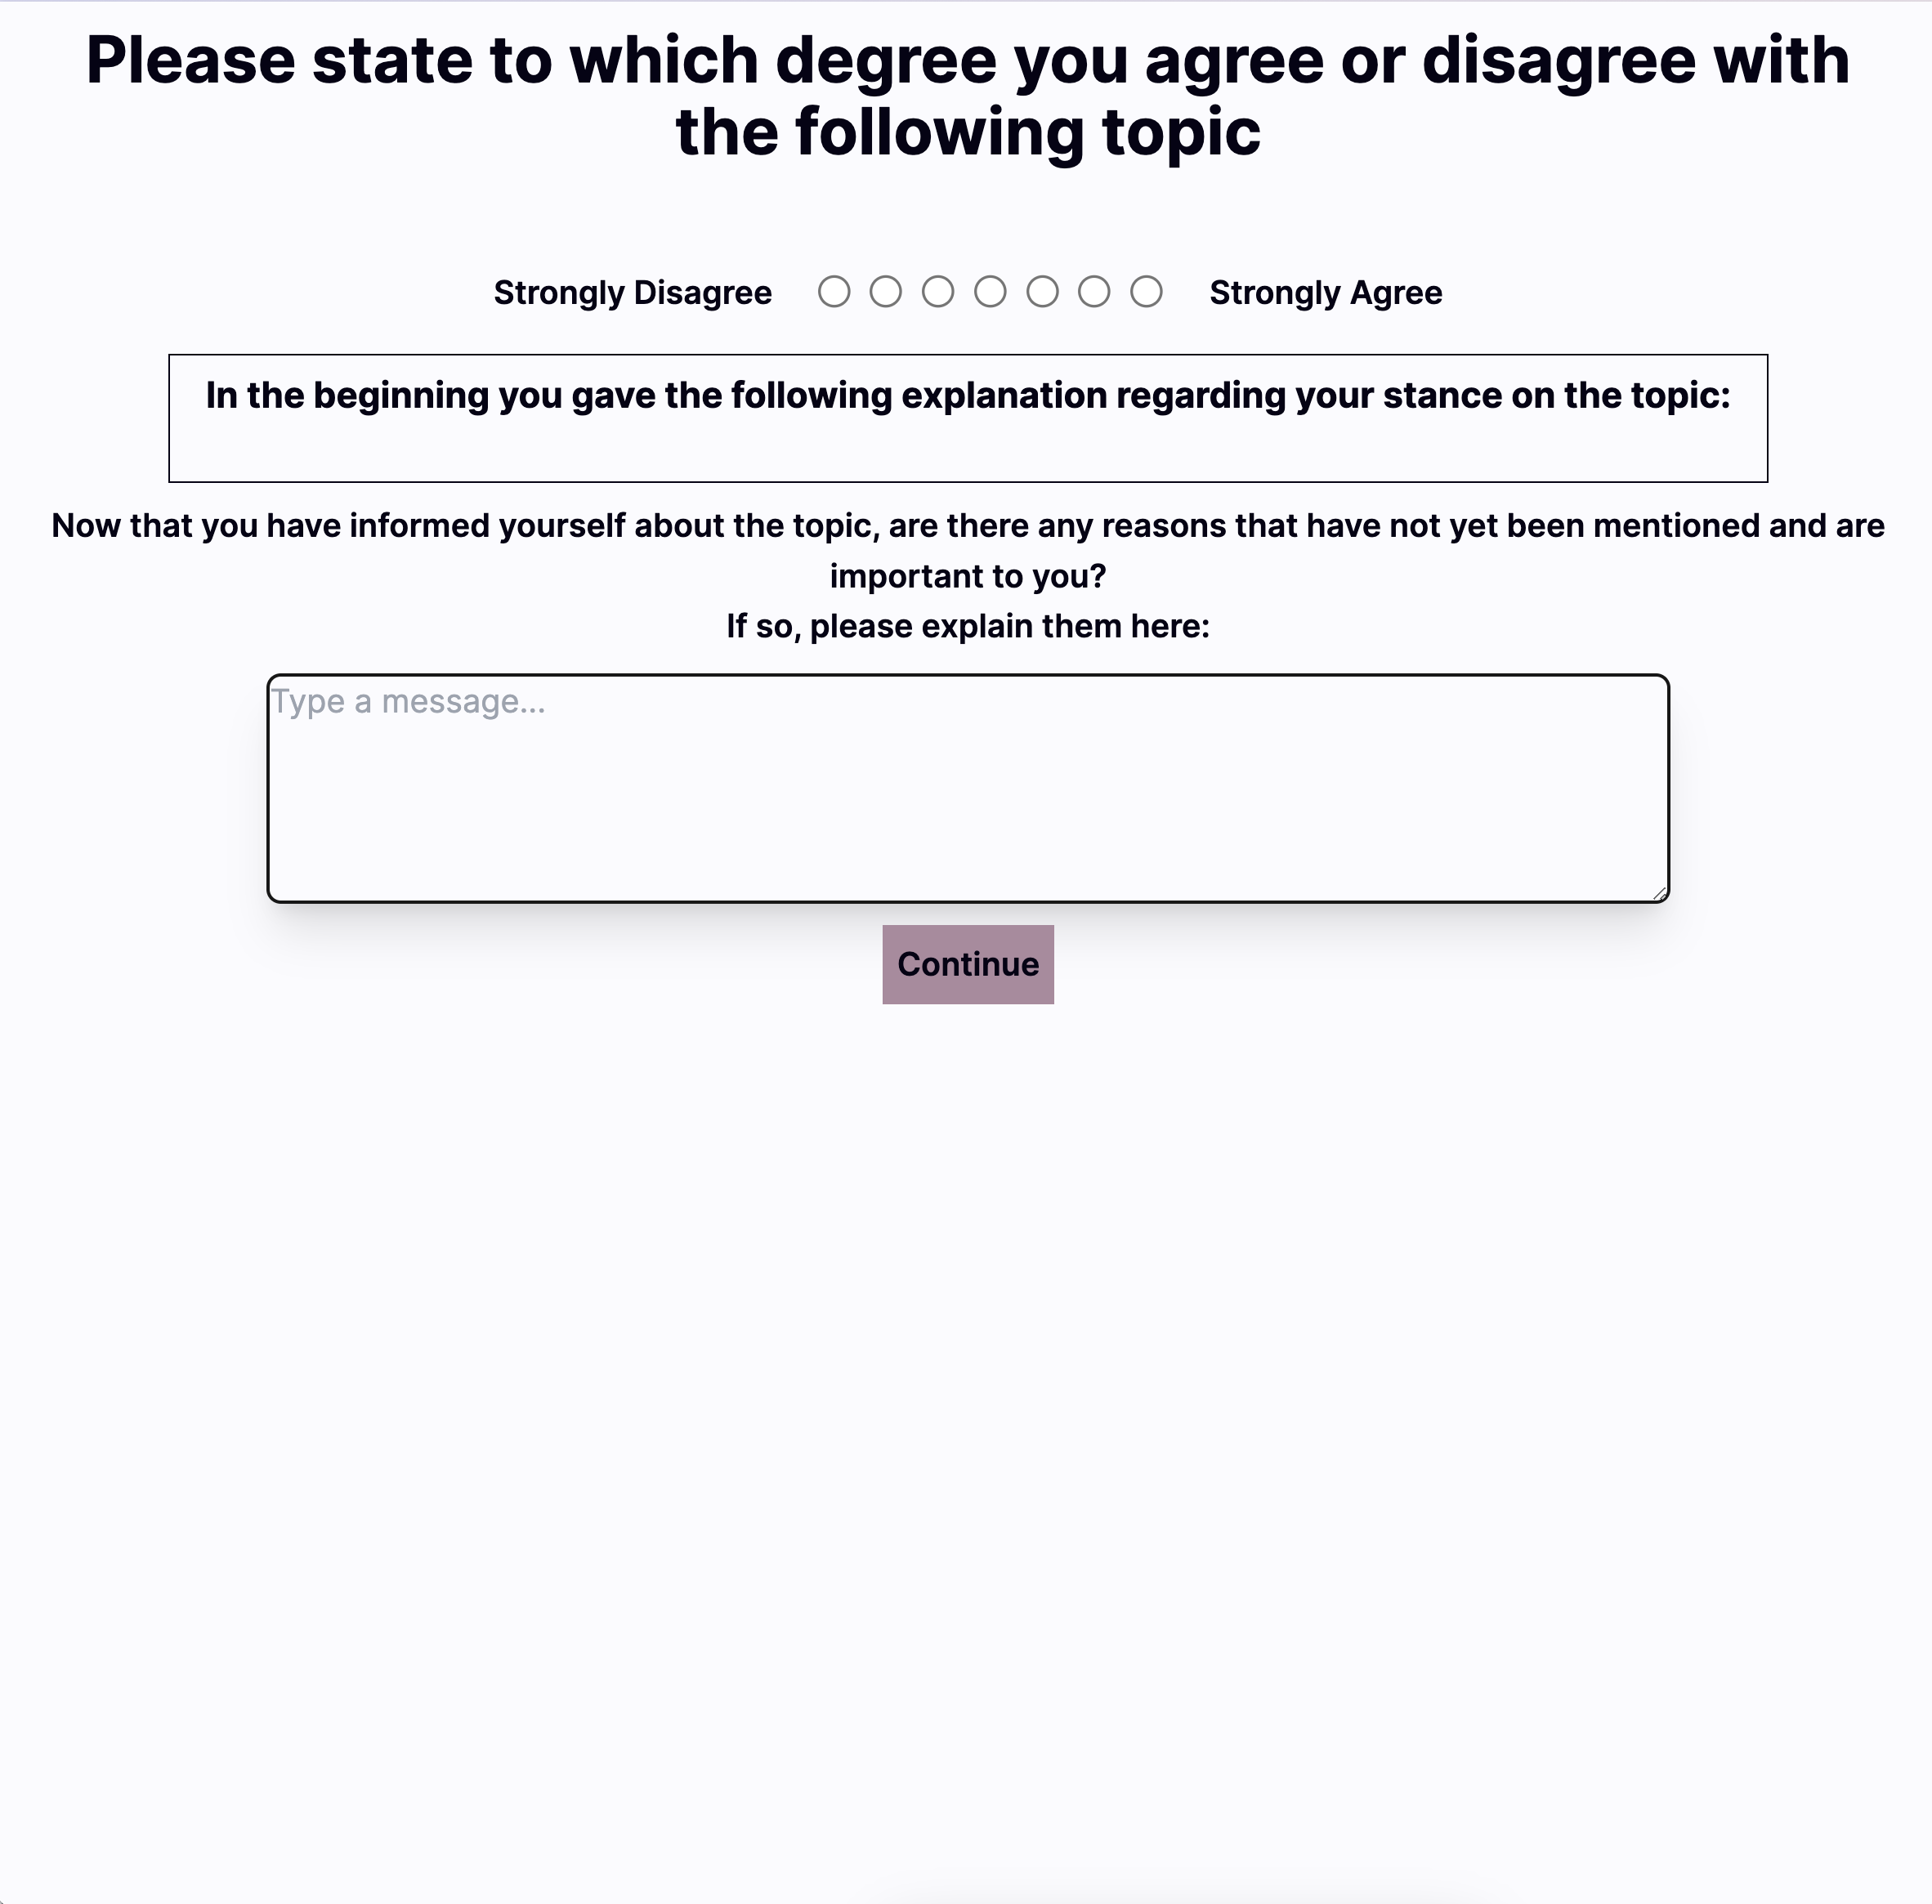 Please state to which degree you agree or disagree with
the following topic
Strongly Disagree Strongly Agree
In the beginning you gave the following explanation regarding your stance on the topic:
Now that you have informed yourself about the topic, are there any reasons that have not yet been mentioned and are
important to you?
If so, please explain them here:
Type a message...
Continue